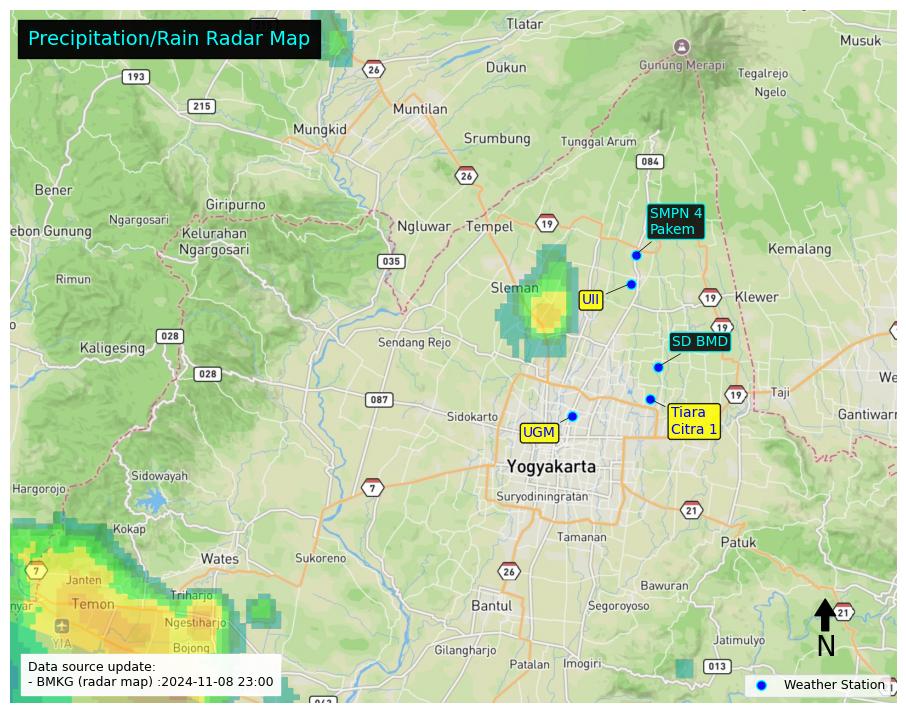 Precipitation/Rain Radar Map
Tlatar
Musuk
26
Gunung Merapi
193
Dukun
Tegalrejo
Ngelo
215
Muntilan
Mungkid
Srumbung
Tunggal Arum
084
26
Bener
Giripurno
SMPN 4
Pakem
Ngargosari
19
Ngluwar
Tempel
ebon Gunung
Kelurahan
Ngargosari
Kemalang
035
Rimun
Sleman
UII
19
Klewer
19
028
SD BMD
Kaligesing
Sendang Rejo
028
We
19
Taji
087
Tiara
Citra 1
Gantiwarn
Sidokarto
UGM
Yogyakarta
Sidowayah
Hargorojo
7
Suryodiningratan
21
Kokap
Tamanan
Patuk
Wates
Sukoreno
7
26
Janten
Bawuran
Triharjo
nyar
Temon
Bantul
Segoroyoso
21
Ngestiharjo
YIA
N
Jatimulyo
Bojong
Gilangharjo
Patalan
Imogiri
013
Data source update:
- BMKG (radar map) :2024-11-08 23:00
Weather Station